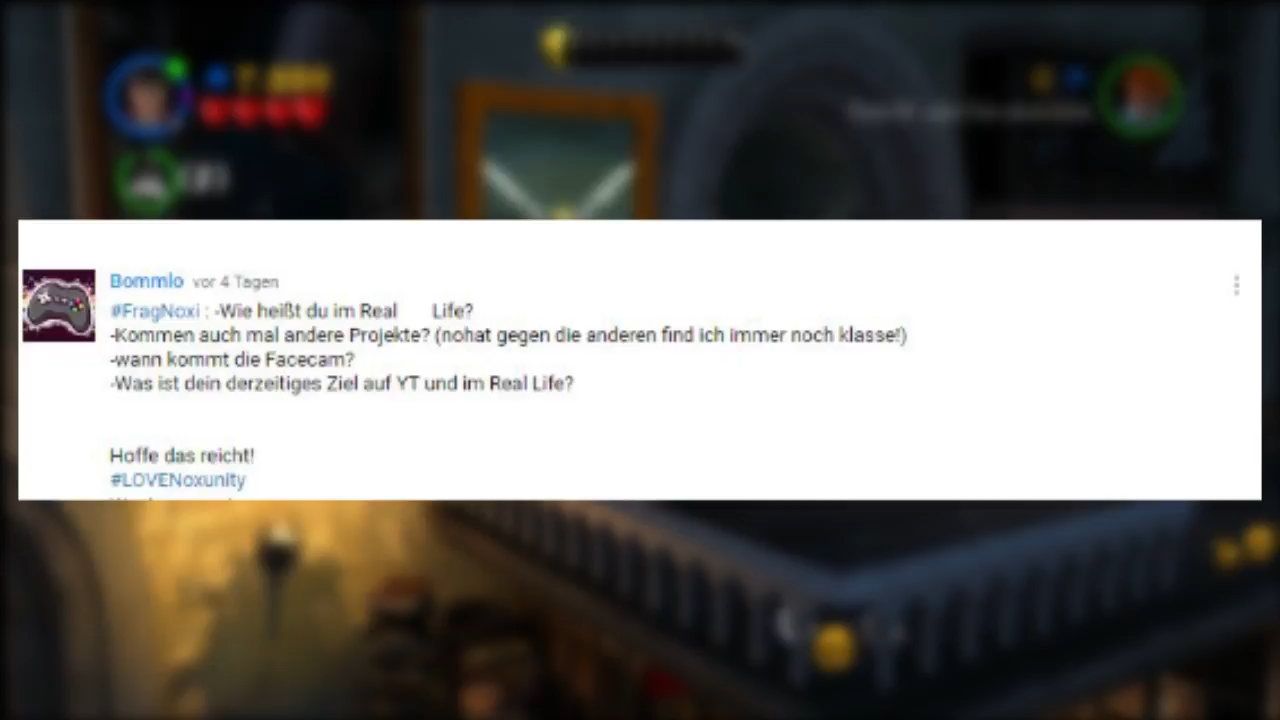 Bommlo vor 4 Tagen
#FragNoxi : -Wie heißt du im Real Life?
-Kommen auch mal andere Projekte? (nohat gegen die anderen find ich immer noch klasse!)
-wann kommt die Facecam?
-Was ist dein derzeitiges Ziel auf YT und im Real Life?
Hoffe das reicht!
#LOVENoxunity